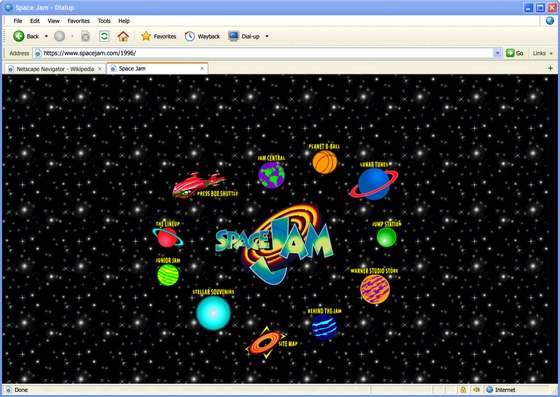 Space Jam - Dialup
File Edit View Favorites Tools Help
Back Favorites Wayback Dial-up
Address https://www.spacejam.com/1996/ Go Links »
Netscape Navigator - Wikipedia Space Jam
PLANET B-BALL
JAM CENTRAL
LUNAR TUNES
PRESS BOX SHUTTLE
THE LINEUP
JUMP STATION
SPACE JAM
JUNIOR JAM
WARNER STUDIO STORE
STELLAR SOUVENIRS
BEHIND THE JAM
SITE MAP
Done Internet